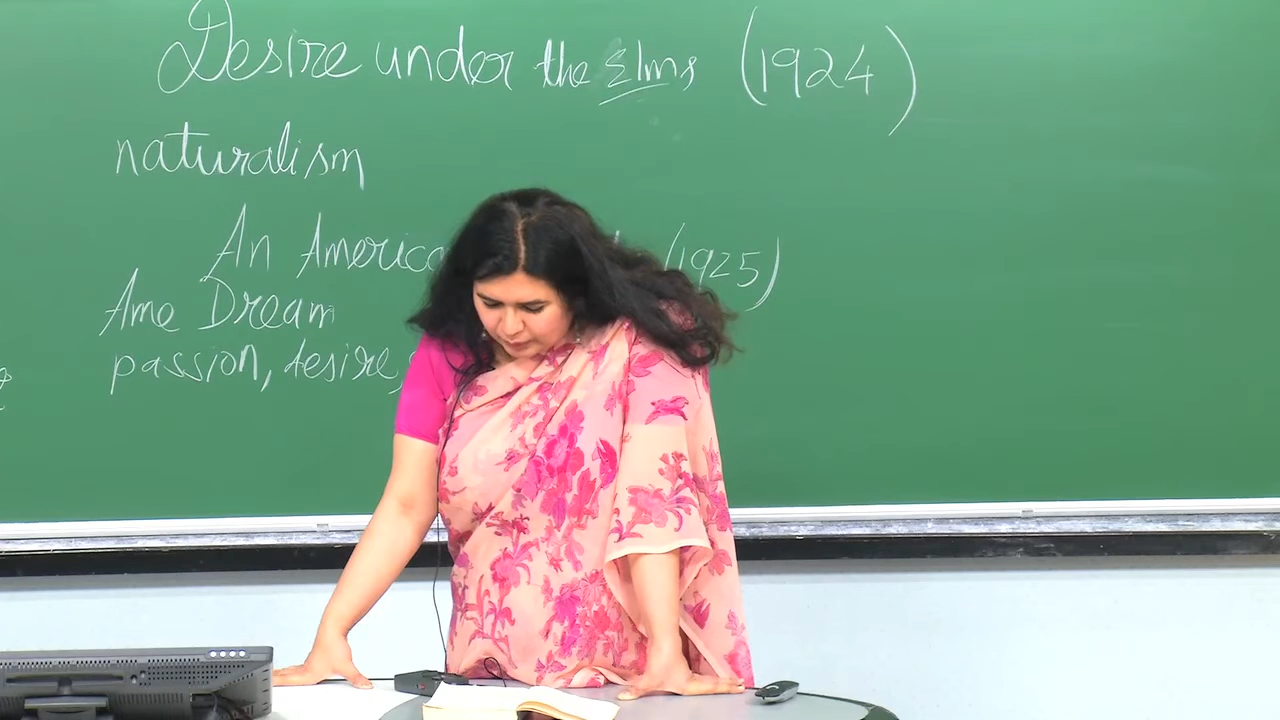 Desire under the Elms (1924)
naturalism
An America (1925)
Ame Dream
passion, desire,